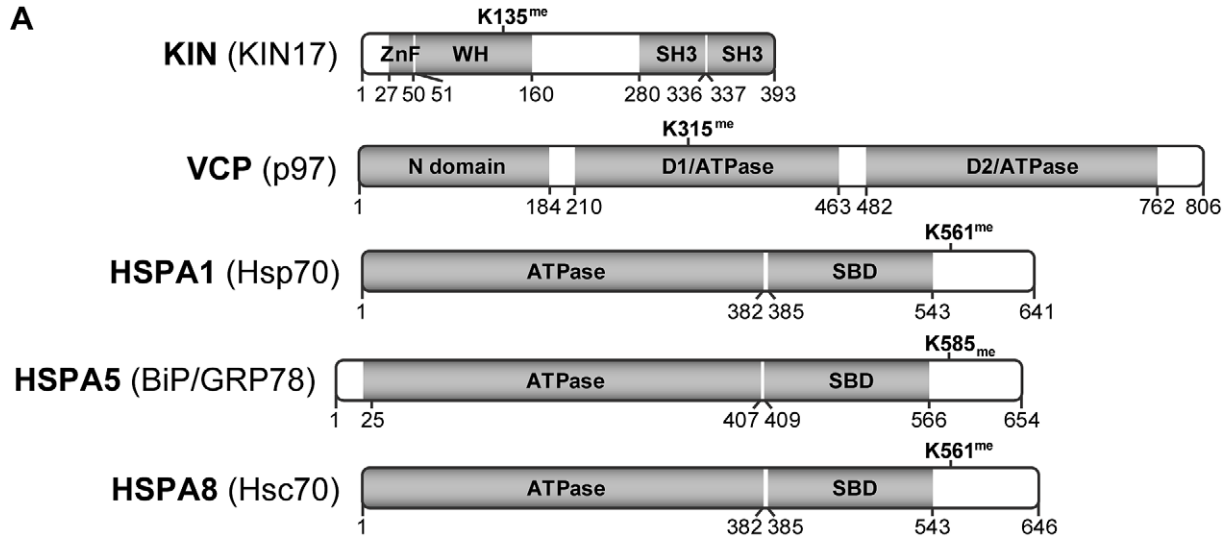 A
K135me
KIN (KIN17) ZnF WH SH3 SH3
1 27 50 51 160 280 336 337 393
K315me
VCP (p97) N domain D1/ATPase D2/ATPase
1 184 210 463 482 762 806
K561me
HSPA1 (Hsp70) ATPase SBD
1 382 385 543 641
K585me
HSPA5 (BiP/GRP78) ATPase SBD
1 25 407 409 566 654
K561me
HSPA8 (Hsc70) ATPase SBD
1 382 385 543 646